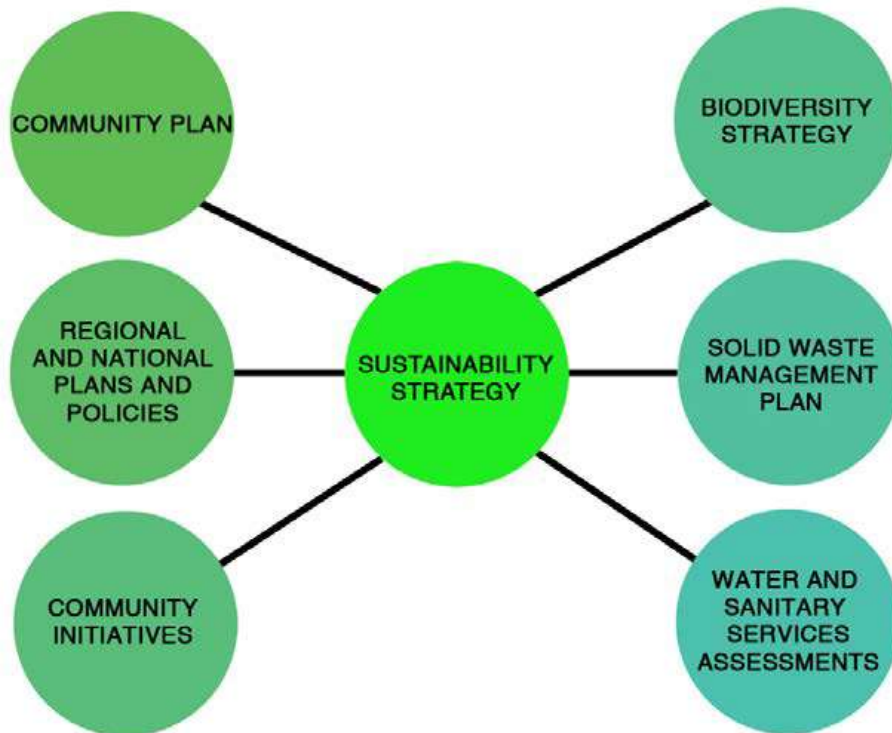 COMMUNITY PLAN
BIODIVERSITY
STRATEGY
REGIONAL
AND NATIONAL
PLANS AND
POLICIES
SUSTAINABILITY
STRATEGY
SOLID WASTE
MANAGEMENT
PLAN
COMMUNITY
INITIATIVES
WATER AND
SANITARY
SERVICES
ASSESSMENTS